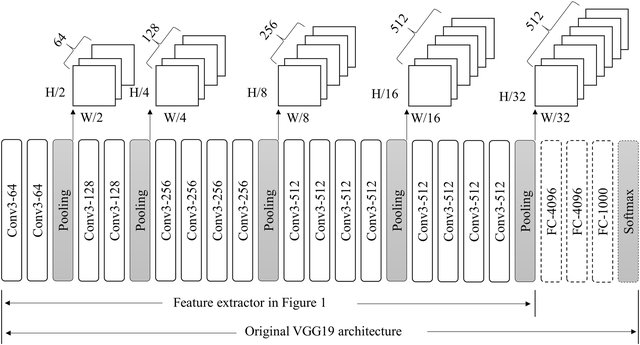 64
128
256
512
512
H/2
H/4
H/8
H/16
H/32
W/2
W/4
W/8
W/16
W/32
Conv3-64
Conv3-64
Pooling
Conv3-128
Conv3-128
Pooling
Conv3-256
Conv3-256
Conv3-256
Conv3-256
Pooling
Conv3-512
Conv3-512
Conv3-512
Conv3-512
Pooling
Conv3-512
Conv3-512
Conv3-512
Conv3-512
Pooling
FC-4096
FC-4096
FC-1000
Softmax
Feature extractor in Figure 1
Original VGG19 architecture